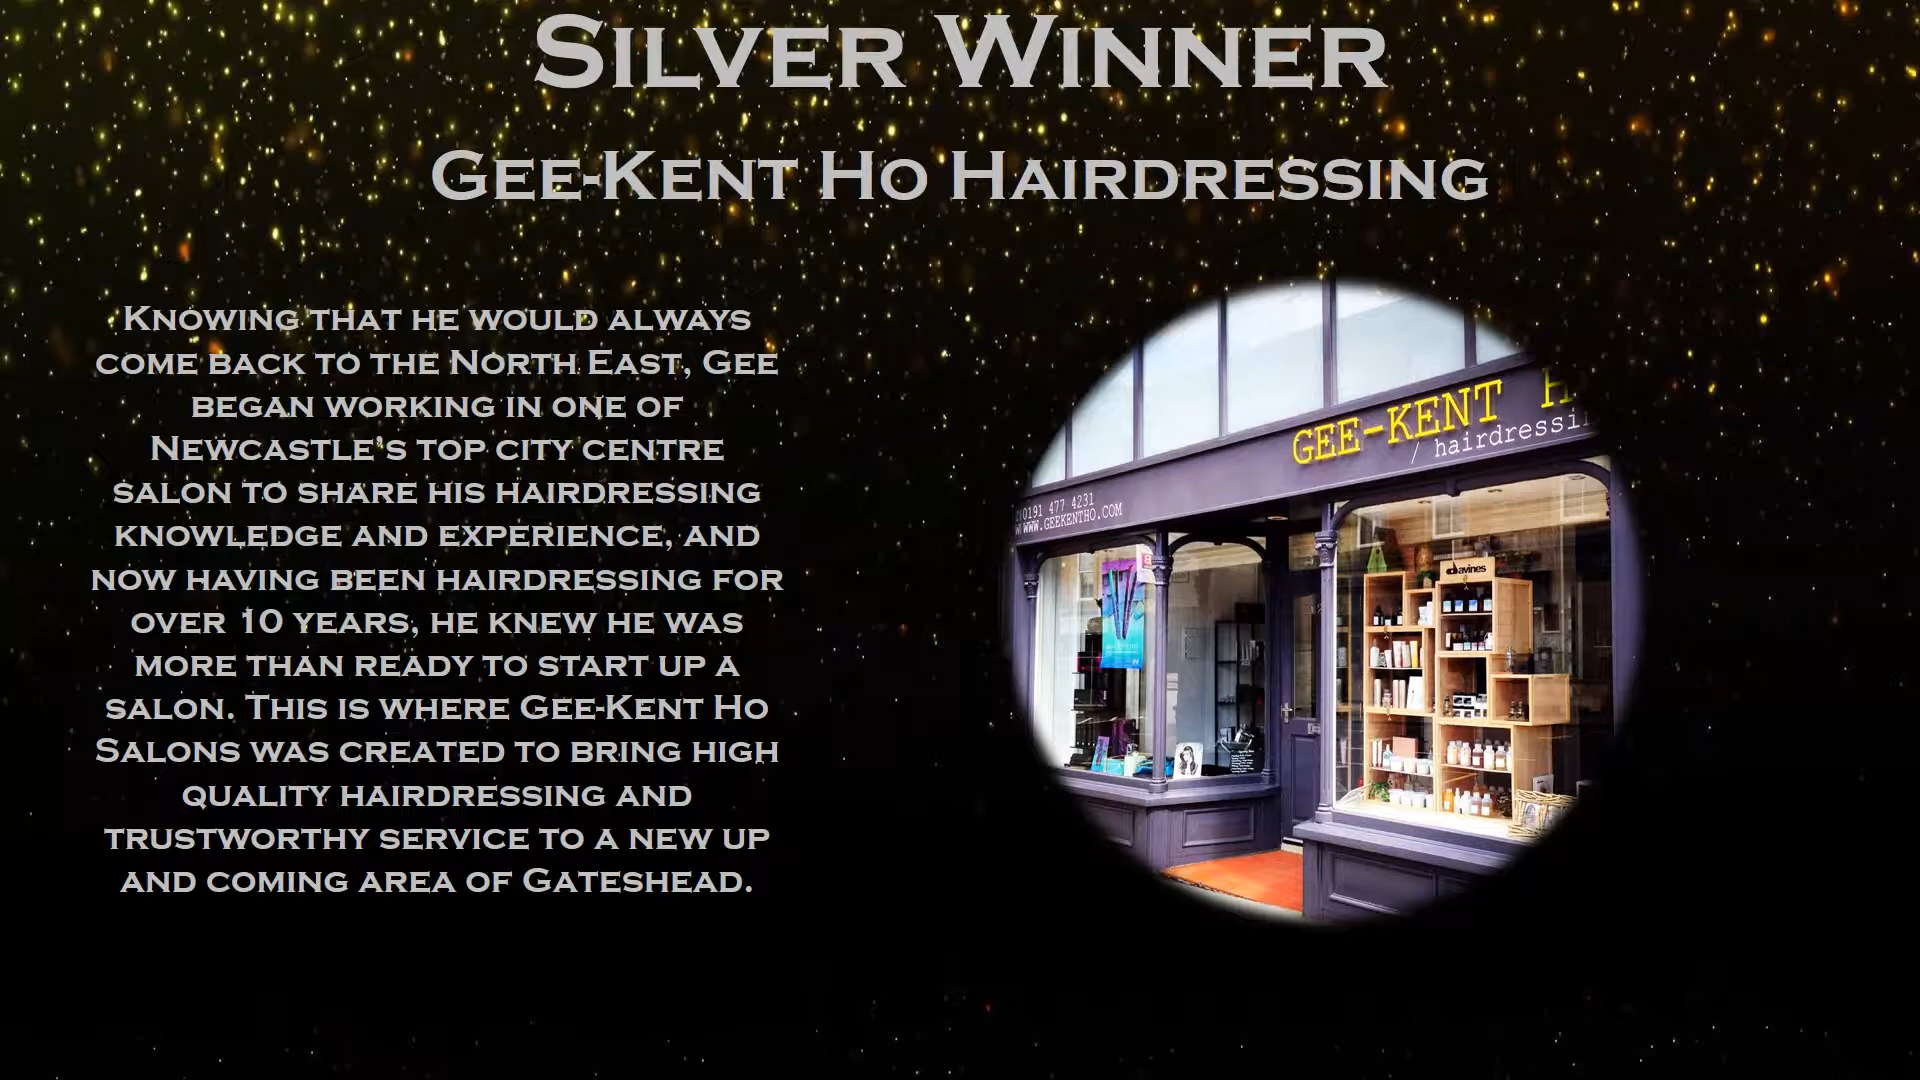 Silver Winner
Gee-Kent Ho Hairdressing
Knowing that he would always
come back to the North East, Gee
began working in one of
Newcastle's top city centre
salon to share his hairdressing
knowledge and experience, and
now having been hairdressing for
over 10 years, he knew he was
more than ready to start up a
salon. This is where Gee-Kent Ho
Salons was created to bring high
quality hairdressing and
trustworthy service to a new up
and coming area of Gateshead.
GEE-KENT H
/ hairdressi
0191 477 4231
WWW.GEEKENTHO.COM
davines